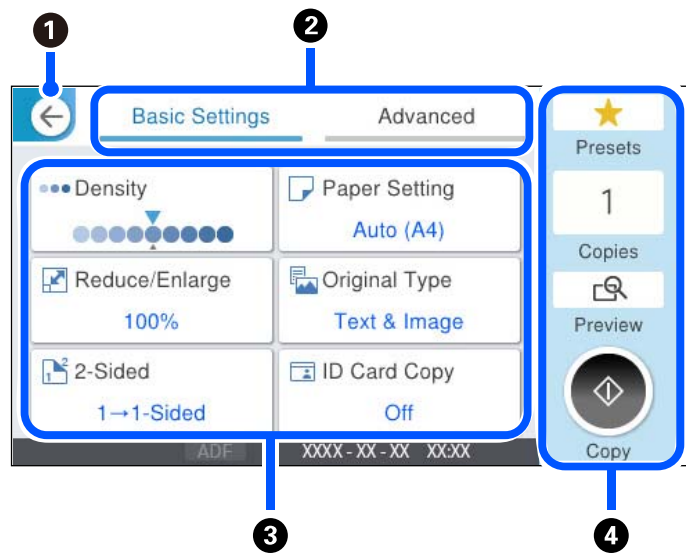 1
2
Basic Settings
Advanced
Density
Paper Setting
Auto (A4)
Reduce/Enlarge
100%
Original Type
Text & Image
1 2
2-Sided
1→1-Sided
ID Card Copy
Off
ADF
XXXX - XX - XX XX:XX
Presets
1
Copies
Preview
Copy
3
4